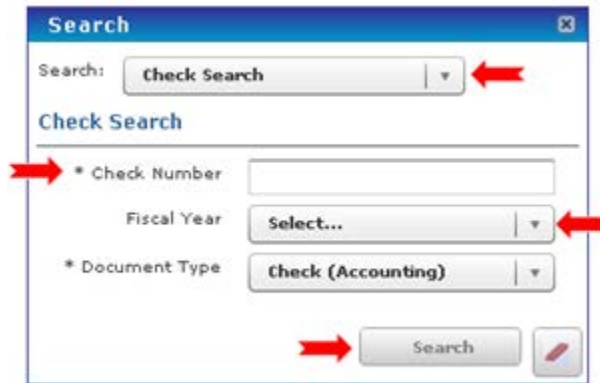 Search
Search: Check Search
Check Search
* Check Number
Fiscal Year Select...
* Document Type Check (Accounting)
Search